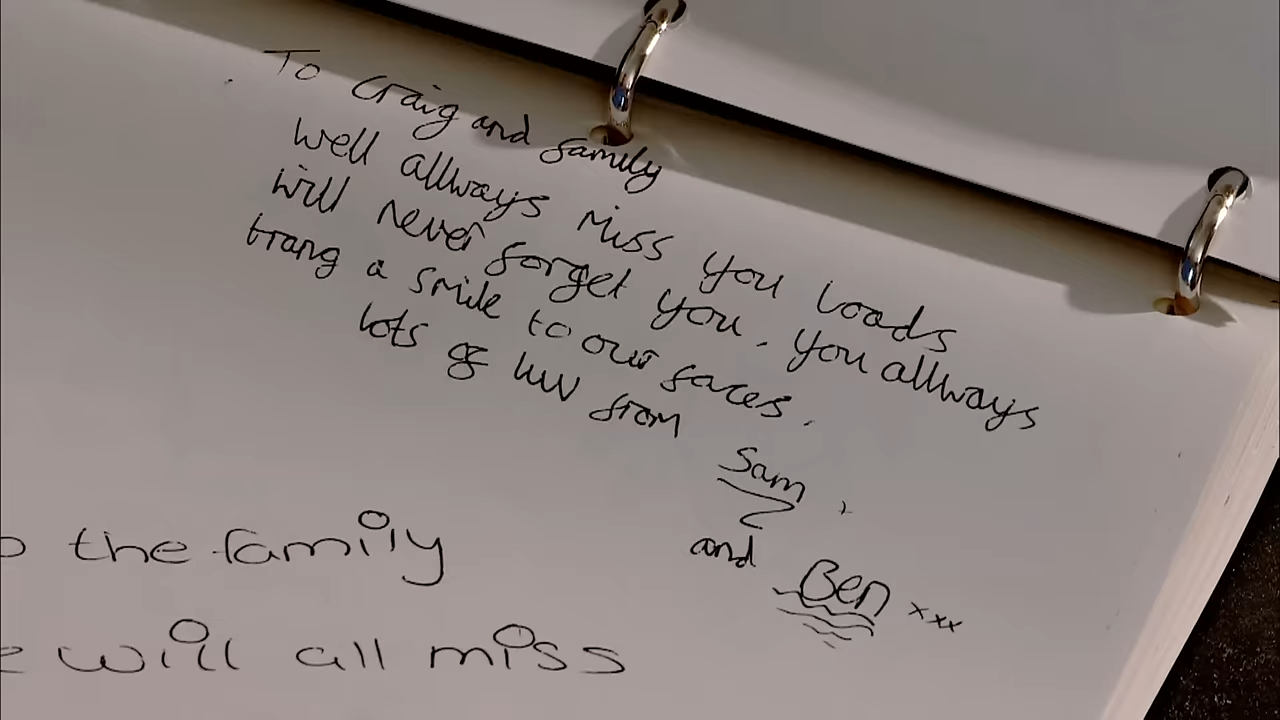 To Craig and family
well allways miss you loads
will never forget you. you allways
brang a smile to our faces.
lots of luv from
Sam
and Ben xxx
o the family
e will all miss